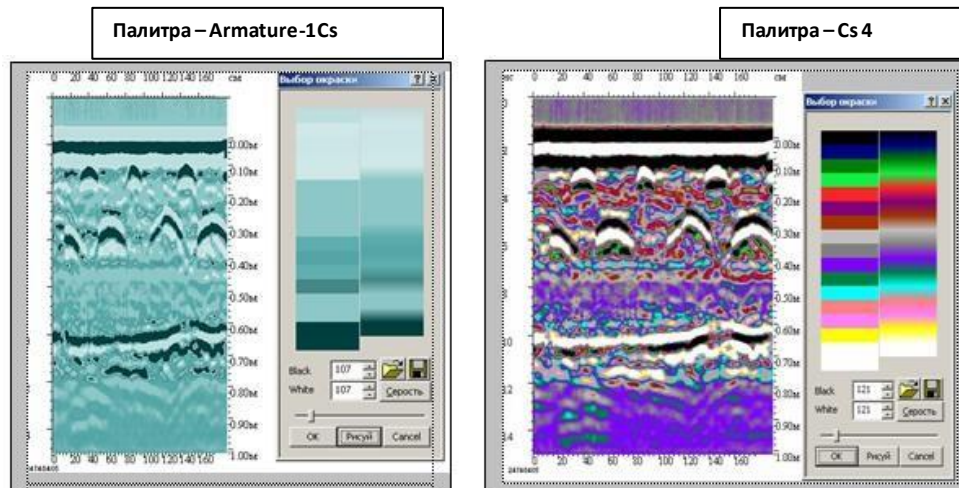 Палитра – Armature-1Cs
0 20 40 60 80 100 120 140 160 см
0.00м
0.10м
0.20м
0.30м
0.40м
0.50м
0.60м
0.70м
0.80м
0.90м
1.00м
0 20 40 60 80 100 120 140 160
Выбор окраски
Black 107
White 107
Серость
OK Рисуй Cancel
Палитра – Cs 4
0 20 40 60 80 100 120 140 160 см
0.00м
0.10м
0.20м
0.30м
0.40м
0.50м
0.60м
0.70м
0.80м
0.90м
1.00м
10
12
14
0 20 40 60 80 100 120 140 160
Выбор окраски
Black 121
White 121
Серость
OK Рисуй Cancel